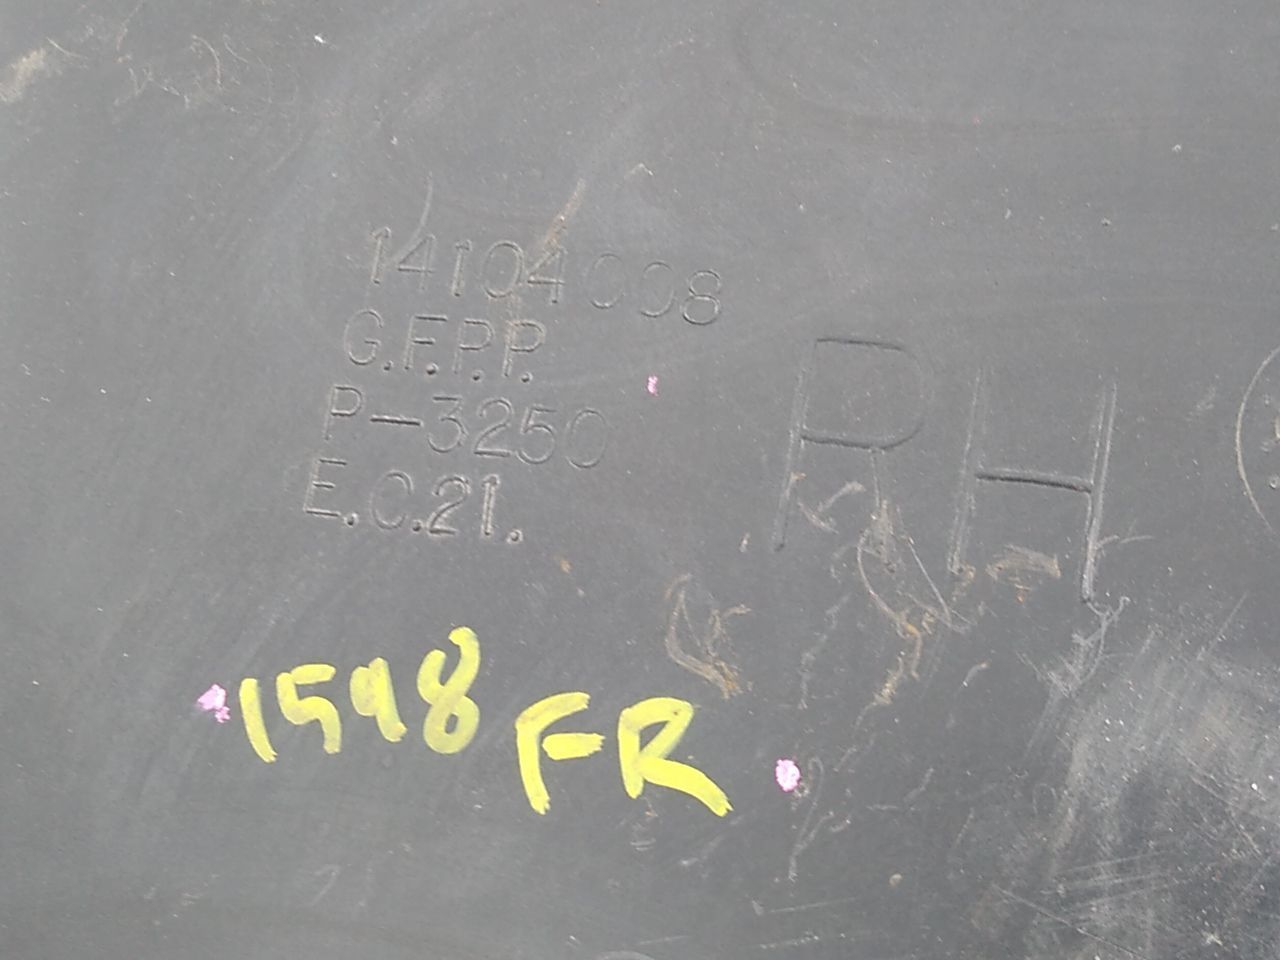 14104008
G.F.P.P.
P-3250
E.C.21.
RH
1598 FR